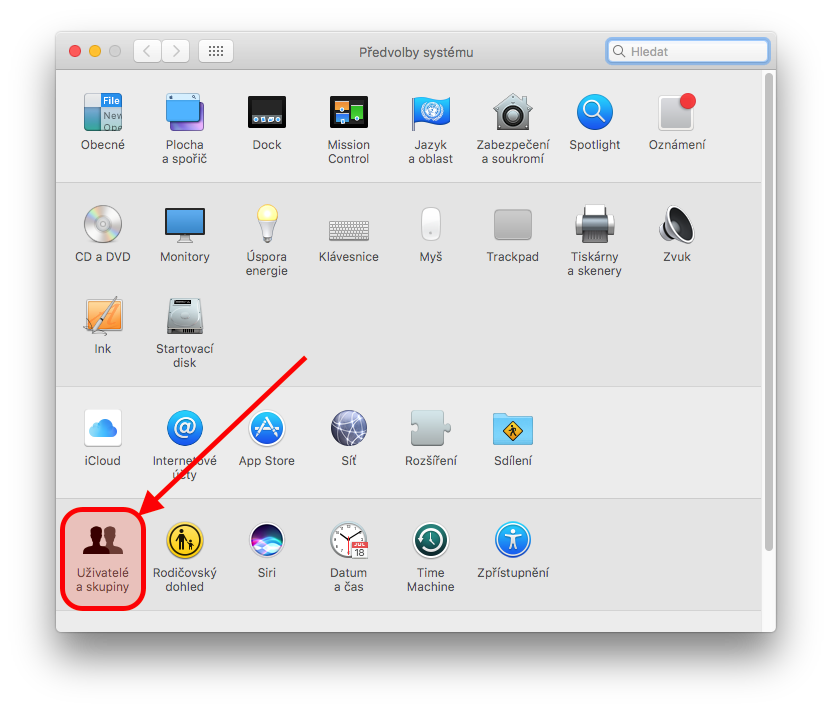 Předvolby systému
Hledat
File
New
Ope
Obecné
Plocha
a spořič
Dock
Mission
Control
Jazyk
a oblast
Zabezpečení
a soukromí
Spotlight
Oznámení
CD a DVD
Monitory
Úspora
energie
Klávesnice
Myš
Trackpad
Tiskárny
a skenery
Zvuk
Ink
Startovací
disk
iCloud
@
Internetové
účty
App Store
Síť
Rozšíření
Sdílení
Uživatelé
a skupiny
Rodičovský
dohled
Siri
JUL
18
Datum
a čas
Time
Machine
Zpřístupnění